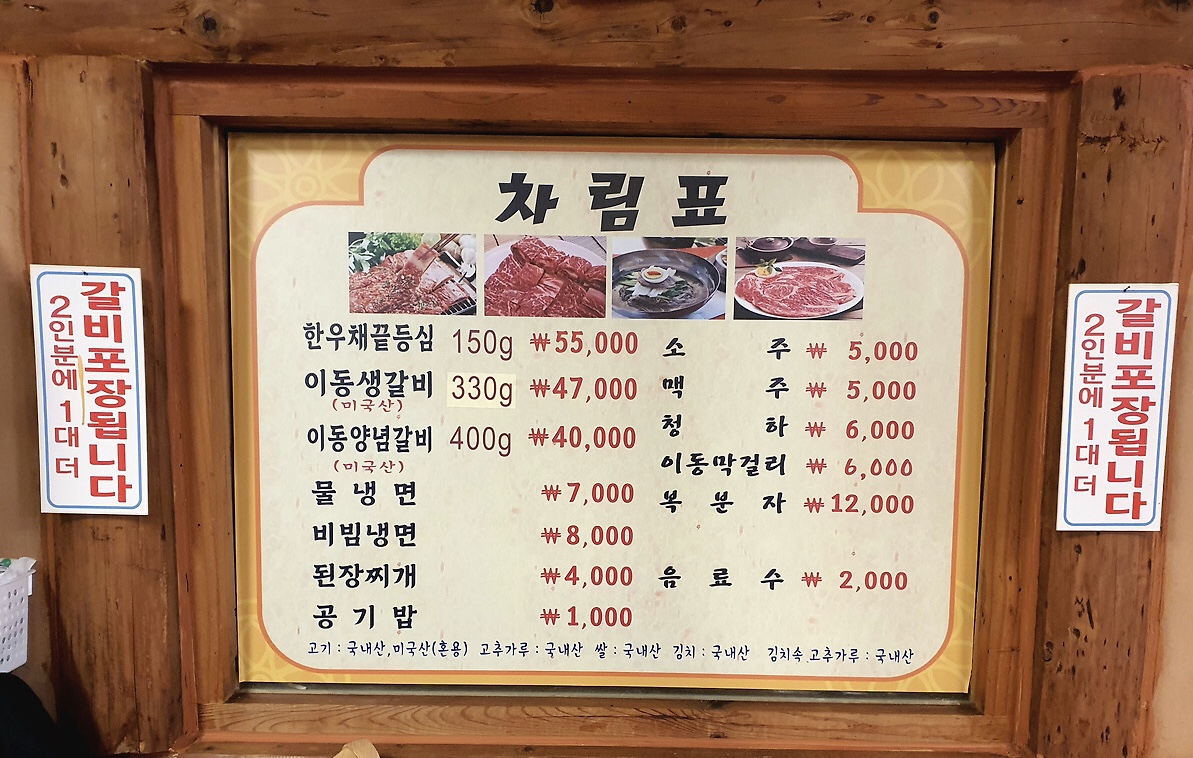 차림표
한우채끝등심 150g ₩55,000
이동생갈비 330g ₩47,000
(미국산)
이동양념갈비 400g ₩40,000
(미국산)
물냉면 ₩7,000
비빔냉면 ₩8,000
된장찌개 ₩4,000
공기밥 ₩1,000
소주 ₩5,000
맥주 ₩5,000
청하 ₩6,000
이동막걸리 ₩6,000
복분자 ₩12,000
음료수 ₩2,000
고기 : 국내산,미국산(혼용) 고추가루 : 국내산 쌀 : 국내산 김치 : 국내산 김치속 고추가루 : 국내산
갈비포장됩니다
2인분에 1대 더
갈비포장됩니다
2인분에 1대 더